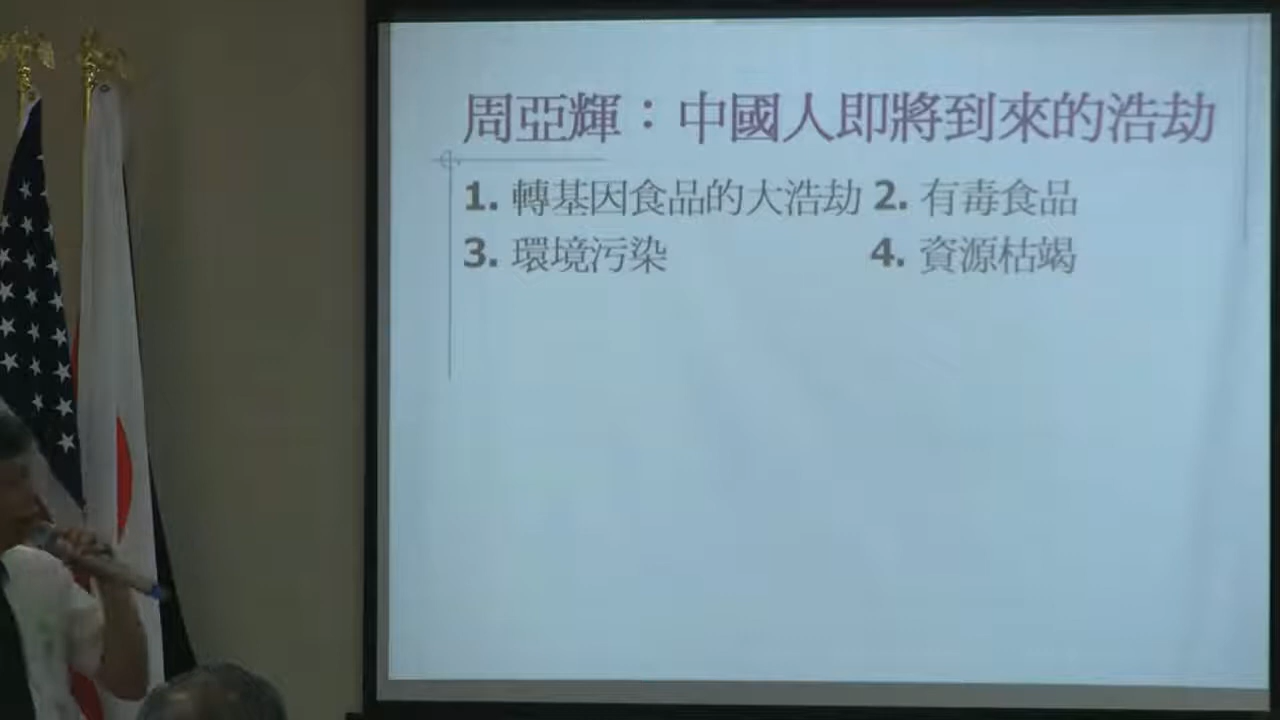 周亞輝：中國人即將到來的浩劫
1. 轉基因食品的大浩劫 2. 有毒食品
3. 環境污染 4. 資源枯竭